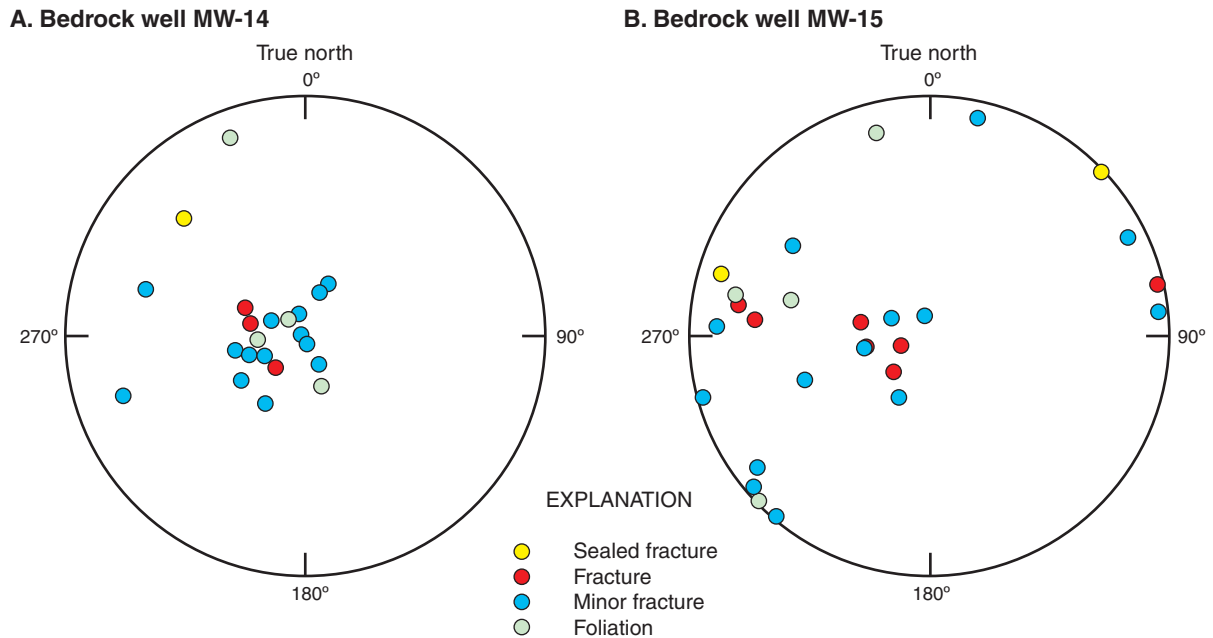 A. Bedrock well MW-14
B. Bedrock well MW-15
True north
0º
270º
90º
180º
True north
0º
270º
90º
180º
EXPLANATION
Sealed fracture
Fracture
Minor fracture
Foliation